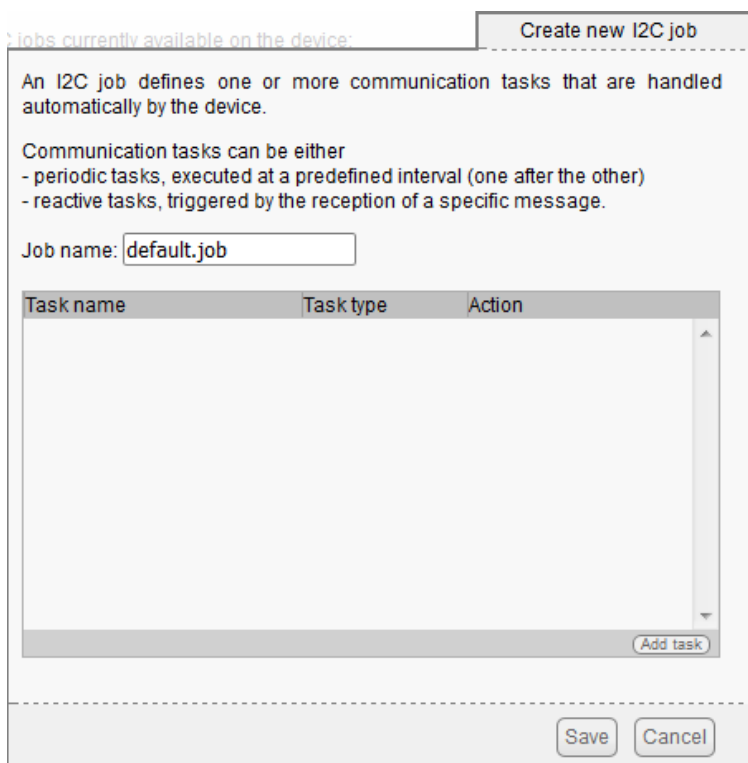 C jobs currently available on the device:
Create new I2C job
An I2C job defines one or more communication tasks that are handled
automatically by the device.
Communication tasks can be either
- periodic tasks, executed at a predefined interval (one after the other)
- reactive tasks, triggered by the reception of a specific message.
Job name: default.job
Task name Task type Action
Add task
Save Cancel